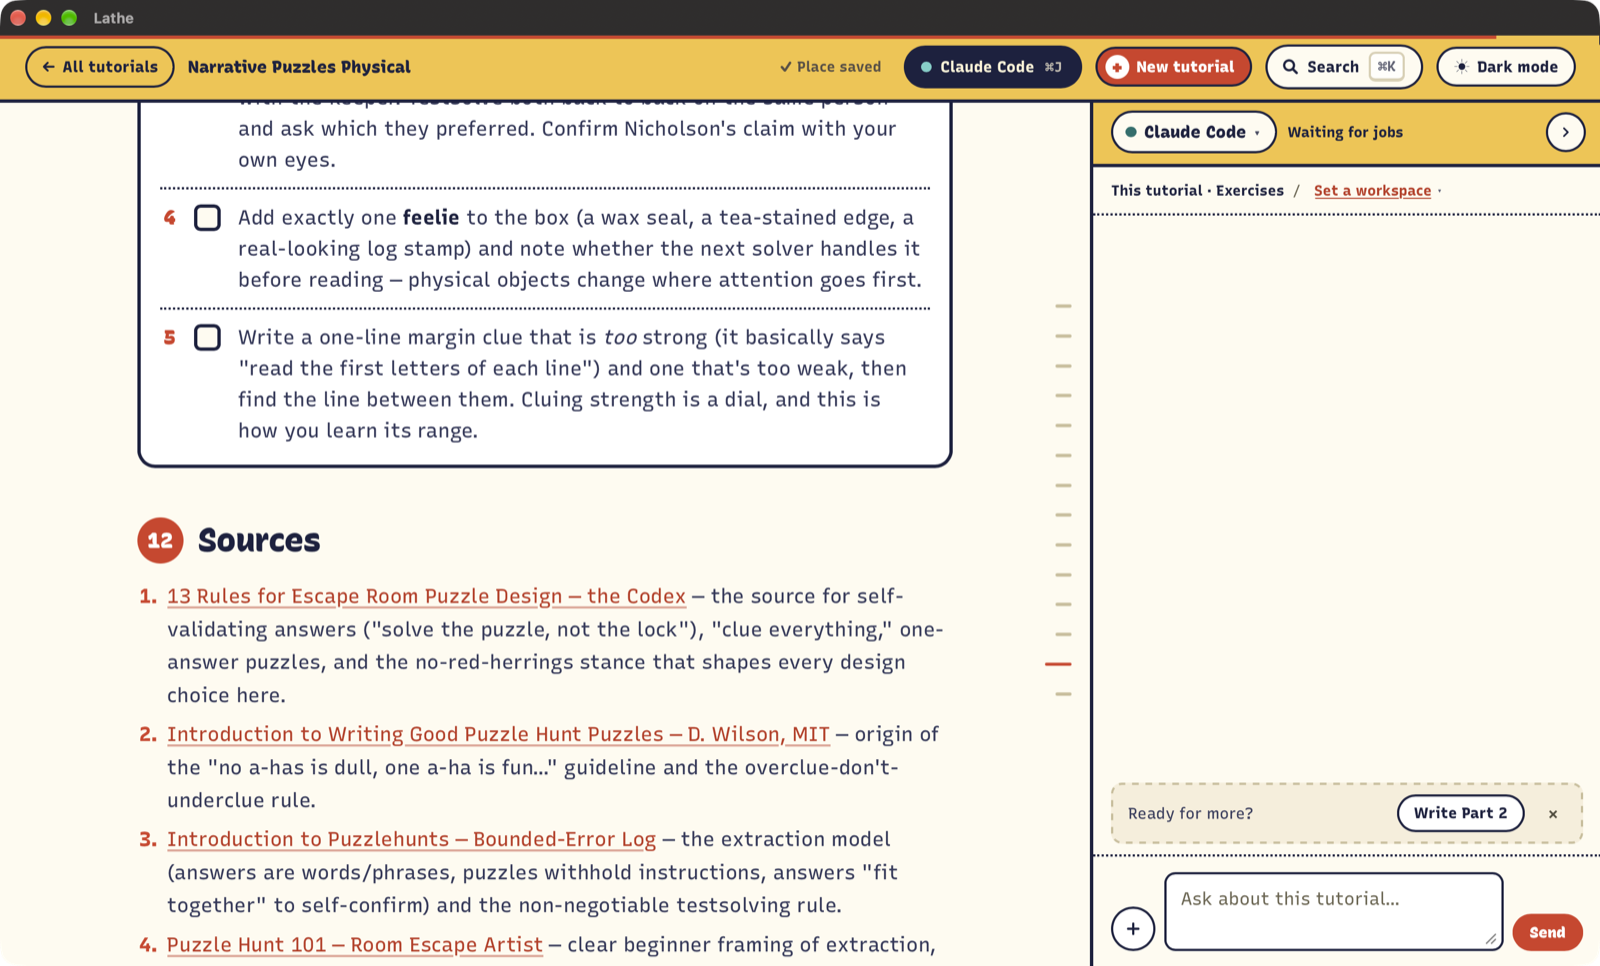 Lathe
← All tutorials
Narrative Puzzles Physical
✓ Place saved
Claude Code ⌘J
New tutorial
Search ⌘K
Dark mode
and ask which they preferred. Confirm Nicholson's claim with your
own eyes.
4 Add exactly one feelie to the box (a wax seal, a tea-stained edge, a
real-looking log stamp) and note whether the next solver handles it
before reading — physical objects change where attention goes first.
5 Write a one-line margin clue that is too strong (it basically says
"read the first letters of each line") and one that's too weak, then
find the line between them. Cluing strength is a dial, and this is
how you learn its range.
12 Sources
1. 13 Rules for Escape Room Puzzle Design — the Codex — the source for self-
validating answers ("solve the puzzle, not the lock"), "clue everything," one-
answer puzzles, and the no-red-herrings stance that shapes every design
choice here.
2. Introduction to Writing Good Puzzle Hunt Puzzles — D. Wilson, MIT — origin of
the "no a-has is dull, one a-ha is fun…" guideline and the overclue-don't-
underclue rule.
3. Introduction to Puzzlehunts — Bounded-Error Log — the extraction model
(answers are words/phrases, puzzles withhold instructions, answers "fit
together" to self-confirm) and the non-negotiable testsolving rule.
4. Puzzle Hunt 101 — Room Escape Artist — clear beginner framing of extraction,
Claude Code
Waiting for jobs
This tutorial · Exercises / Set a workspace ·
Ready for more?
Write Part 2 ×
Ask about this tutorial...
+
Send